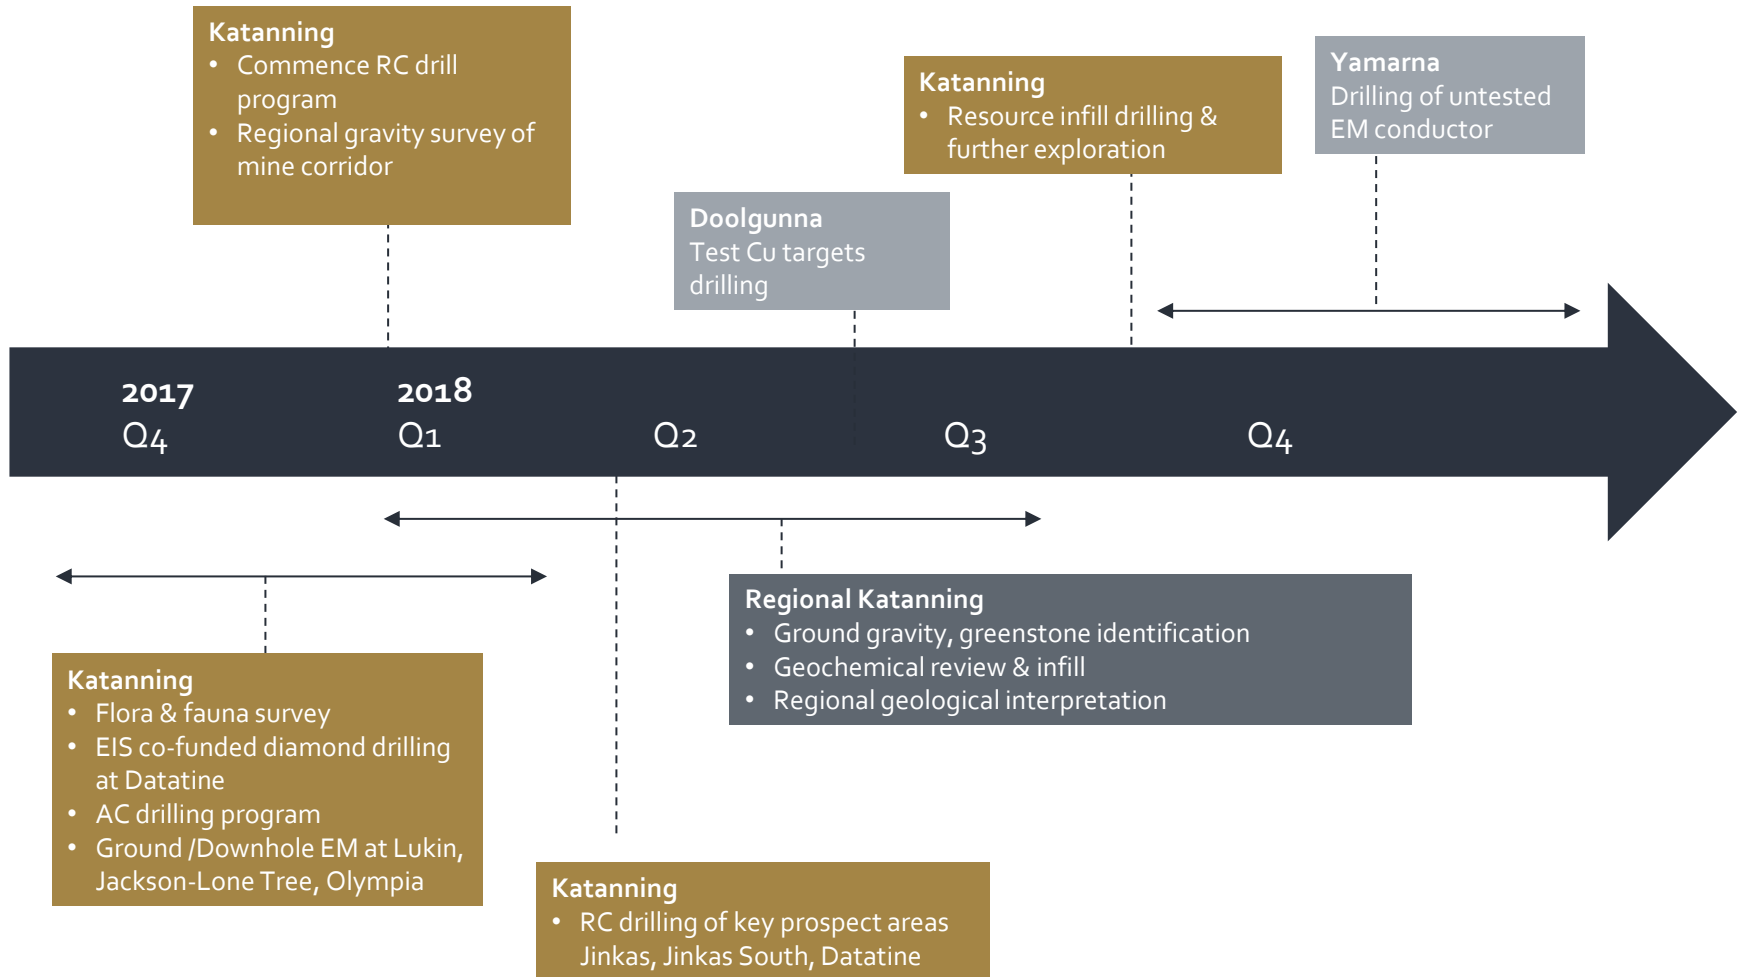 Katanning
• Commence RC drill
program
• Regional gravity survey of
mine corridor
Katanning
• Resource infill drilling &
further exploration
Yamarna
Drilling of untested
EM conductor
Doolgunna
Test Cu targets
drilling
2017
Q4
2018
Q1
Q2
Q3
Q4
Regional Katanning
• Ground gravity, greenstone identification
• Geochemical review & infill
• Regional geological interpretation
Katanning
• Flora & fauna survey
• EIS co-funded diamond drilling
at Datatine
• AC drilling program
• Ground /Downhole EM at Lukin,
Jackson-Lone Tree, Olympia
Katanning
• RC drilling of key prospect areas
Jinkas, Jinkas South, Datatine